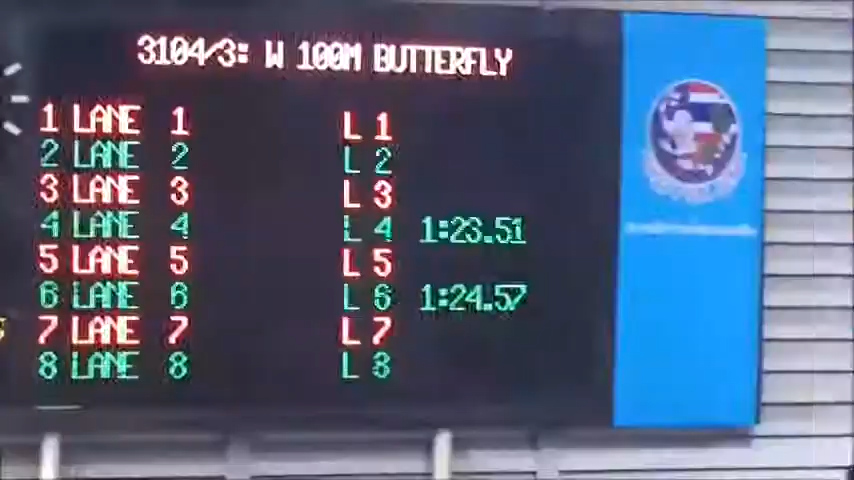 3104/3: W 100M BUTTERFLY
1 LANE 1 L 1
2 LANE 2 L 2
3 LANE 3 L 3
4 LANE 4 L 4 1:23.51
5 LANE 5 L 5
6 LANE 6 L 6 1:24.57
7 LANE 7 L 7
8 LANE 8 L 8